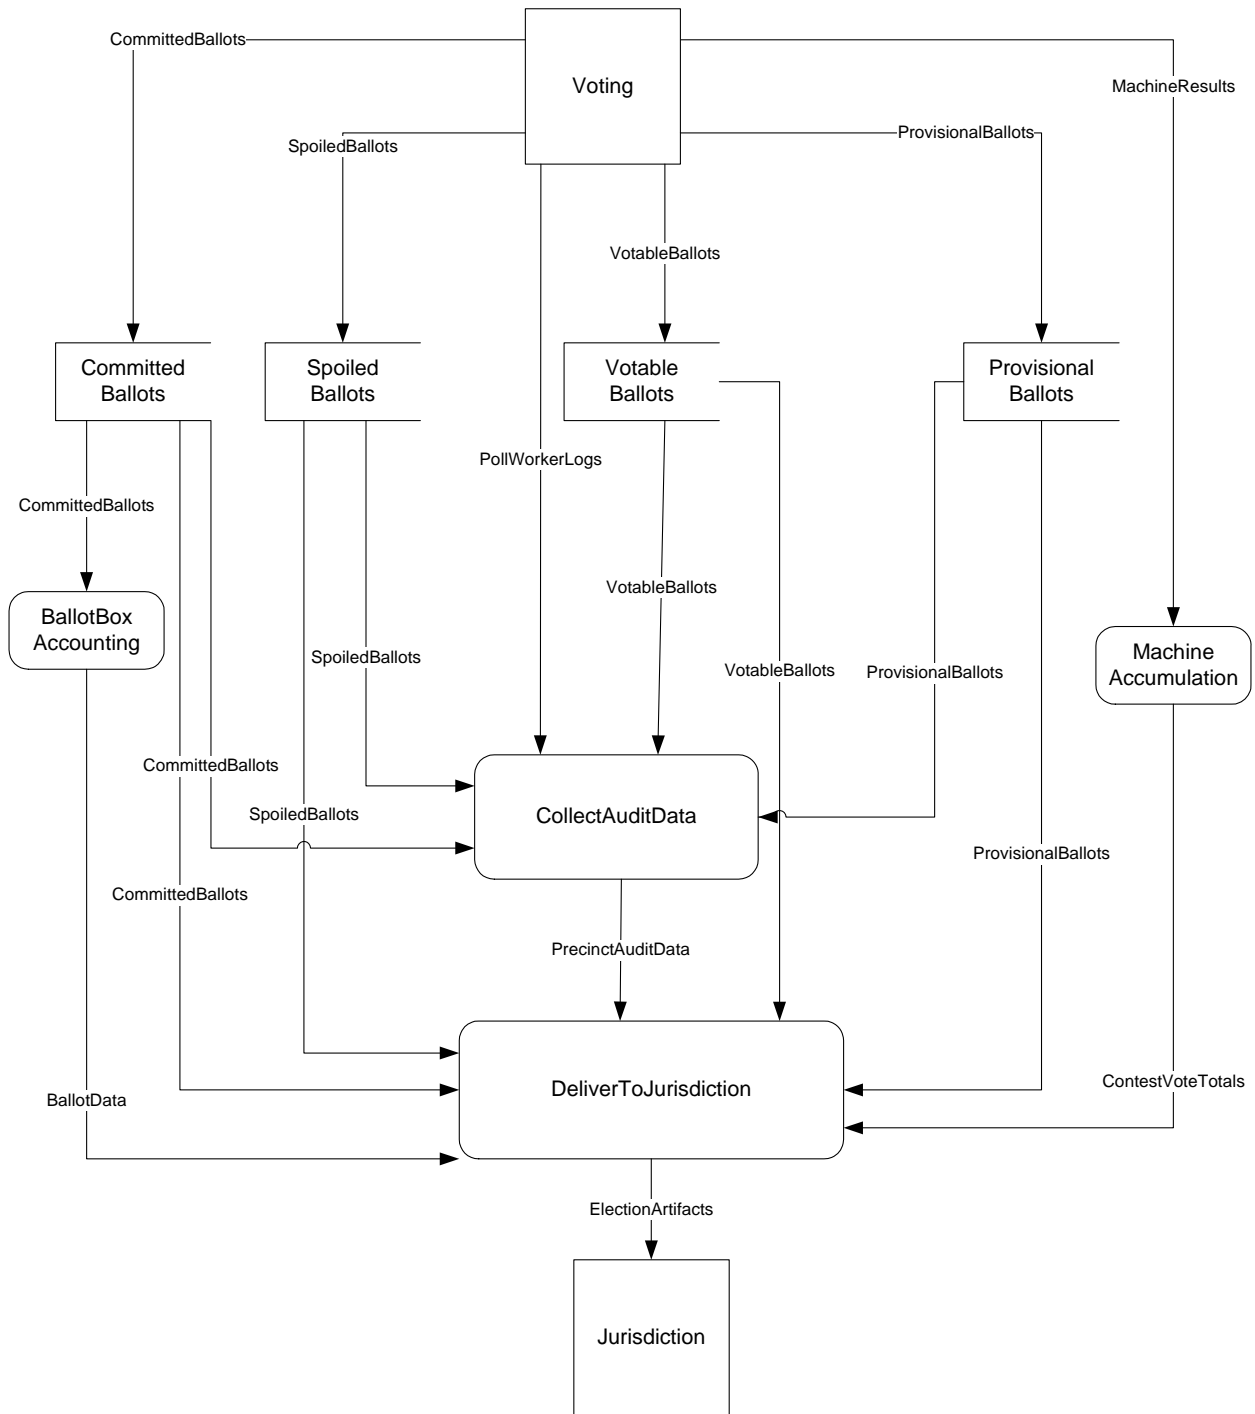 CommittedBallots
Voting
MachineResults
SpoiledBallots
ProvisionalBallots
VotableBallots
Committed
Ballots
Spoiled
Ballots
Votable
Ballots
Provisional
Ballots
PollWorkerLogs
CommittedBallots
VotableBallots
BallotBox
Accounting
SpoiledBallots
VotableBallots
ProvisionalBallots
Machine
Accumulation
CommittedBallots
SpoiledBallots
CollectAuditData
ProvisionalBallots
CommittedBallots
PrecinctAuditData
DeliverToJurisdiction
BallotData
ContestVoteTotals
ElectionArtifacts
Jurisdiction